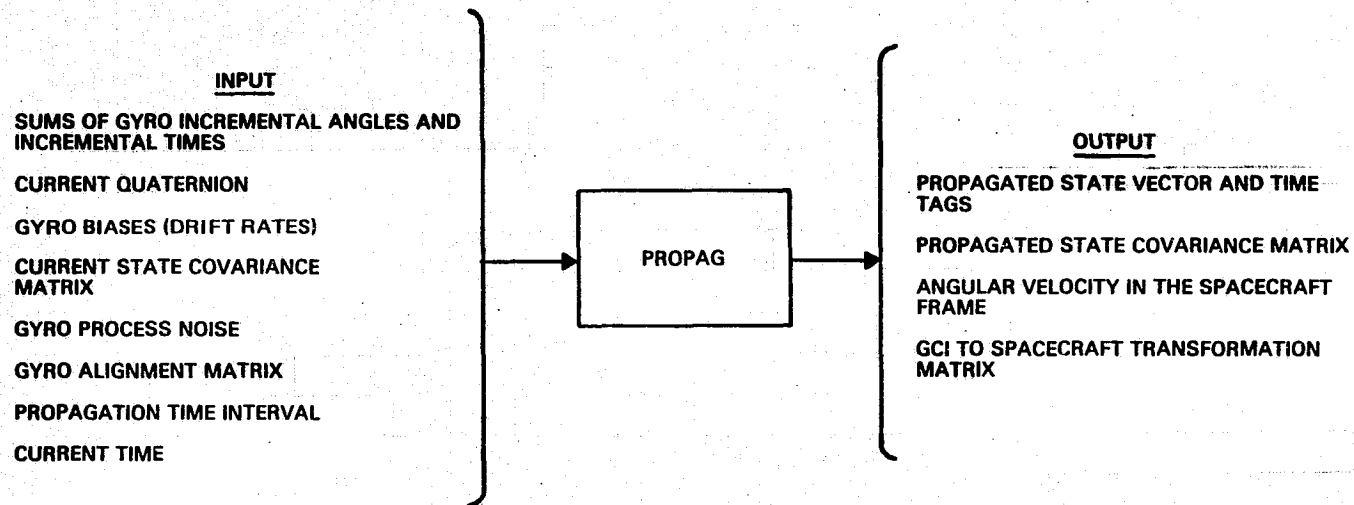 INPUT
SUMS OF GYRO INCREMENTAL ANGLES AND
INCREMENTAL TIMES
CURRENT QUATERNION
GYRO BIASES (DRIFT RATES)
CURRENT STATE COVARIANCE
MATRIX
GYRO PROCESS NOISE
GYRO ALIGNMENT MATRIX
PROPAGATION TIME INTERVAL
CURRENT TIME
PROPAG
OUTPUT
PROPAGATED STATE VECTOR AND TIME
TAGS
PROPAGATED STATE COVARIANCE MATRIX
ANGULAR VELOCITY IN THE SPACECRAFT
FRAME
GCI TO SPACECRAFT TRANSFORMATION
MATRIX